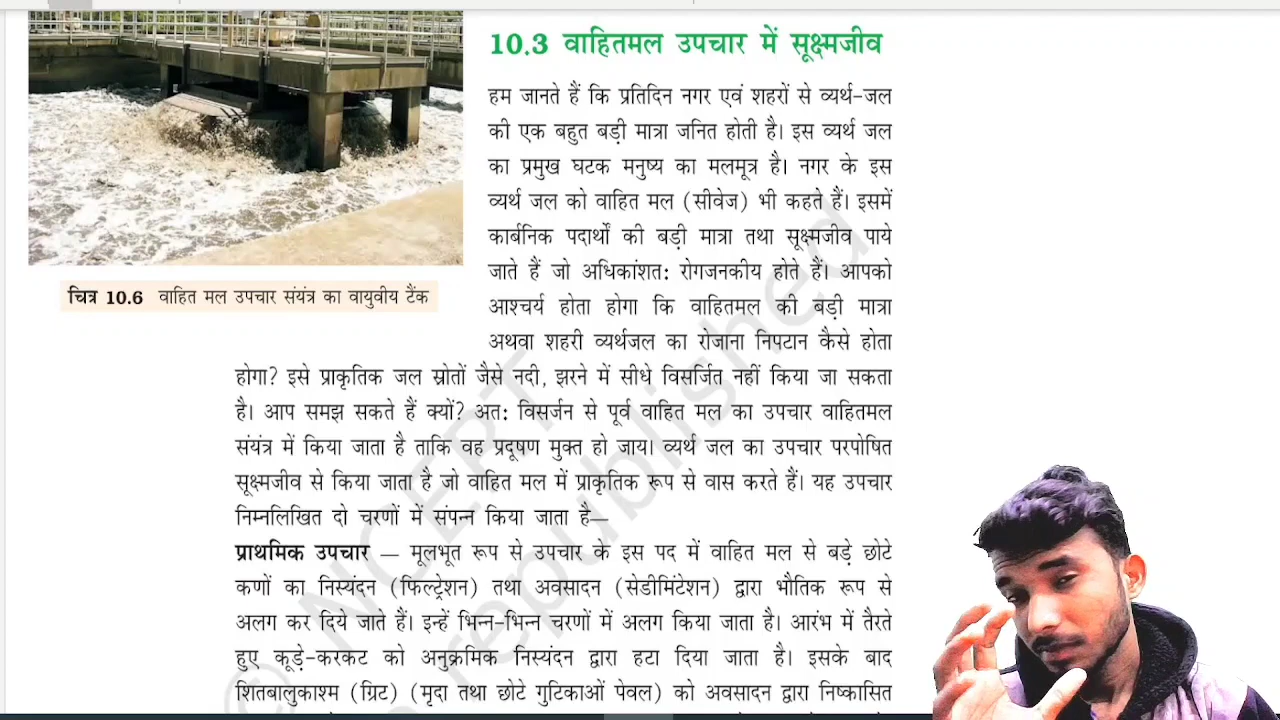 10.3 वाहितमल उपचार में सूक्ष्मजीव
हम जानते हैं कि प्रतिदिन नगर एवं शहरों से व्यर्थ-जल
की एक बहुत बड़ी मात्रा जनित होती है। इस व्यर्थ जल
का प्रमुख घटक मनुष्य का मलमूत्र है। नगर के इस
व्यर्थ जल को वाहित मल (सीवेज) भी कहते हैं। इसमें
कार्बनिक पदार्थों की बड़ी मात्रा तथा सूक्ष्मजीव पाये
जाते हैं जो अधिकांशत: रोगजनकीय होते हैं। आपको
आश्चर्य होता होगा कि वाहितमल की बड़ी मात्रा
अथवा शहरी व्यर्थजल का रोजाना निपटान कैसे होता
चित्र 10.6 वाहित मल उपचार संयंत्र का वायुवीय टैंक
होगा? इसे प्राकृतिक जल स्रोतों जैसे नदी, झरने में सीधे विसर्जित नहीं किया जा सकता
है। आप समझ सकते हैं क्यों? अत: विसर्जन से पूर्व वाहित मल का उपचार वाहितमल
संयंत्र में किया जाता है ताकि वह प्रदूषण मुक्त हो जाय। व्यर्थ जल का उपचार परपोषित
सूक्ष्मजीव से किया जाता है जो वाहित मल में प्राकृतिक रूप से वास करते हैं। यह उपचार
निम्नलिखित दो चरणों में संपन्न किया जाता है—
प्राथमिक उपचार — मूलभूत रूप से उपचार के इस पद में वाहित मल से बड़े छोटे
कणों का निस्यंदन (फिल्ट्रेशन) तथा अवसादन (सेडीमिंटेशन) द्वारा भौतिक रूप से
अलग कर दिये जाते हैं। इन्हें भिन्न-भिन्न चरणों में अलग किया जाता है। आरंभ में तैरते
हुए कूड़े-करकट को अनुक्रमिक निस्यंदन द्वारा हटा दिया जाता है। इसके बाद
शितबालुकाश्म (ग्रिट) (मृदा तथा छोटे गुटिकाओं पेवल) को अवसादन द्वारा निष्कासित
© NCERT
republished